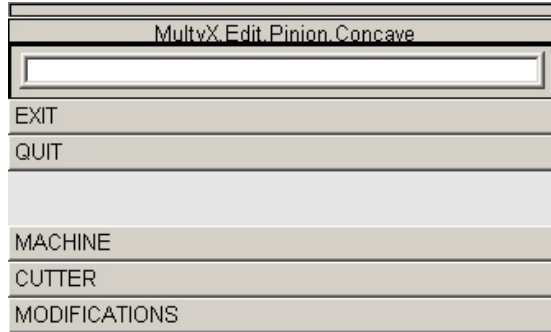 MultyX.Edit.Pinion.Concave
EXIT
QUIT
MACHINE
CUTTER
MODIFICATIONS